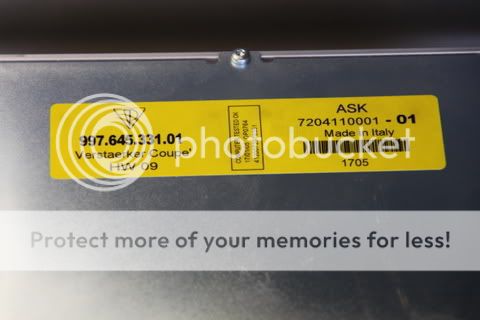 997.645.331.01
Verstaerker Coupe'
HW 09
ASK
7204110001 - 01
Made in Italy
1705
photobucket
Protect more of your memories for less!